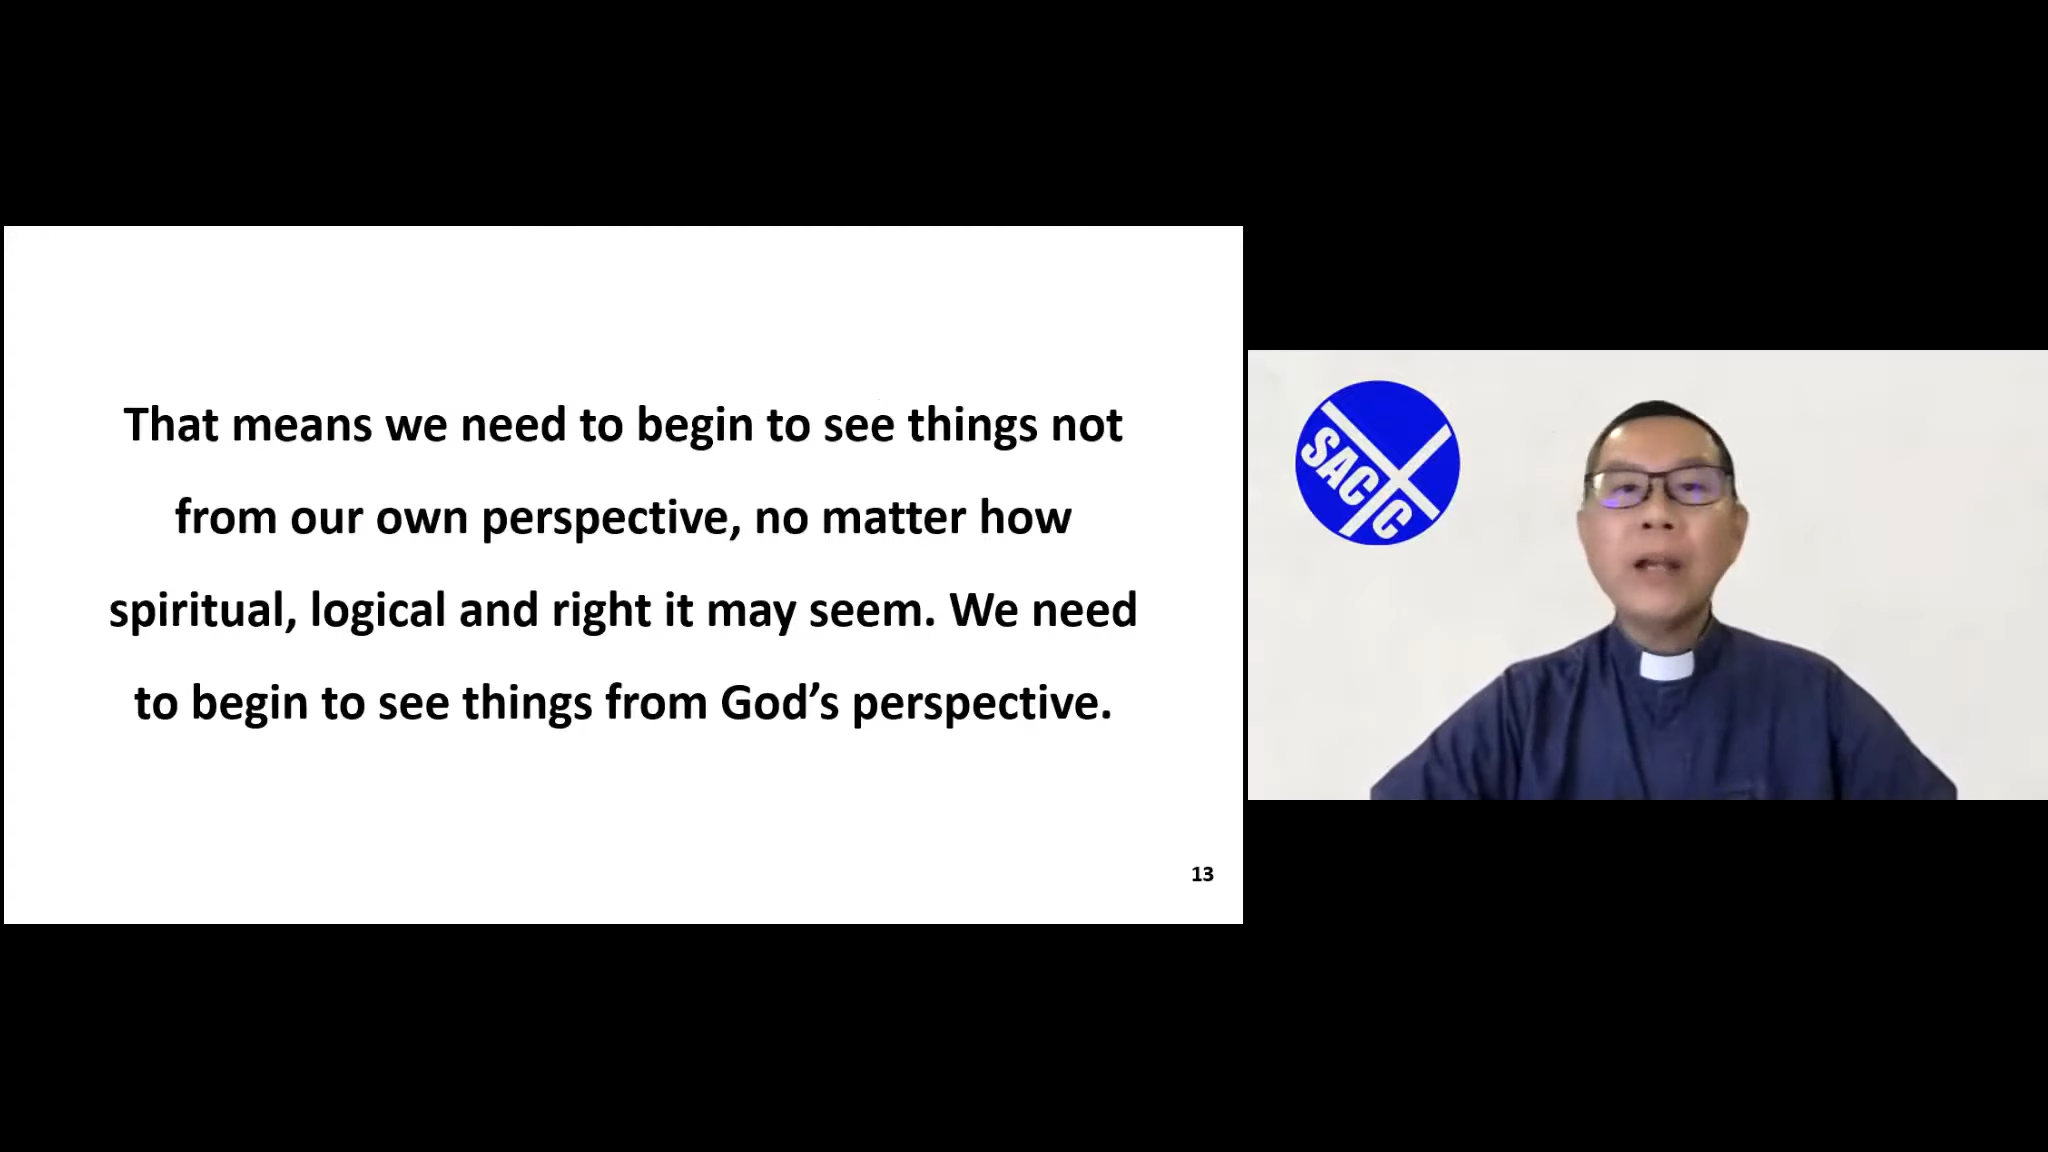 That means we need to begin to see things not
from our own perspective, no matter how
spiritual, logical and right it may seem. We need
to begin to see things from God’s perspective.
13
SACC